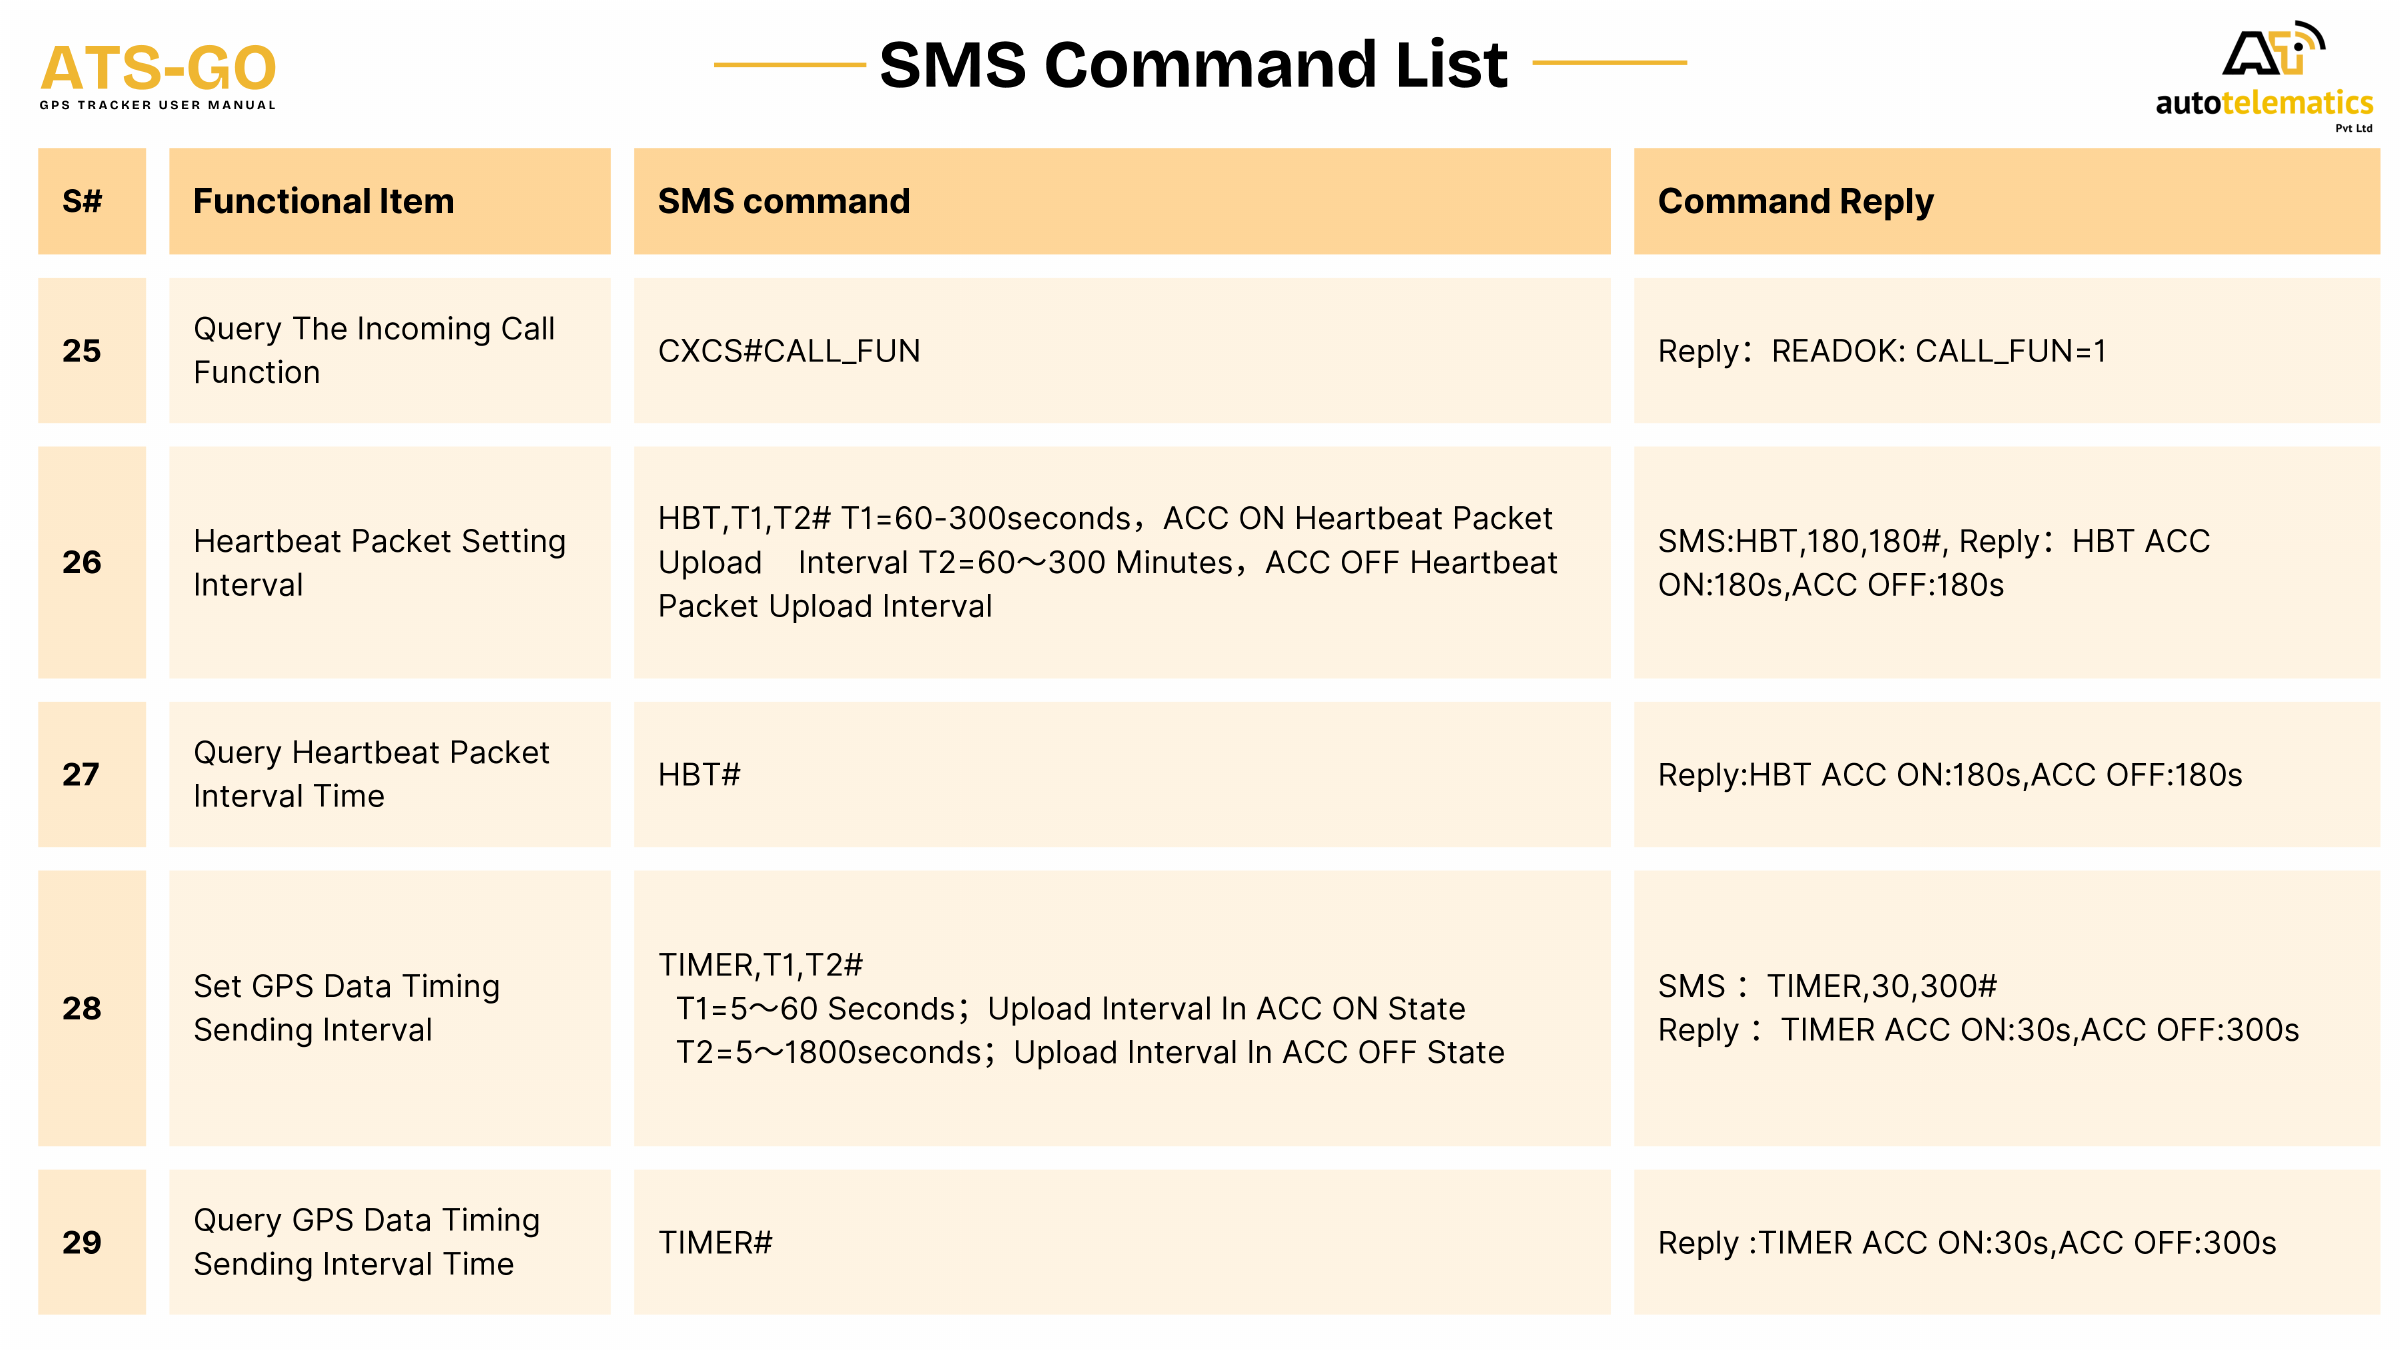 ATS-GO
GPS TRACKER USER MANUAL
SMS Command List
autotelematics
Pvt Ltd
S#
Functional Item
SMS command
Command Reply
25
Query The Incoming Call
Function
CXCS#CALL_FUN
Reply：READOK: CALL_FUN=1
26
Heartbeat Packet Setting
Interval
HBT,T1,T2# T1=60-300seconds，ACC ON Heartbeat Packet
Upload　Interval T2=60～300 Minutes，ACC OFF Heartbeat
Packet Upload Interval
SMS:HBT,180,180#, Reply：HBT ACC
ON:180s,ACC OFF:180s
27
Query Heartbeat Packet
Interval Time
HBT#
Reply:HBT ACC ON:180s,ACC OFF:180s
28
Set GPS Data Timing
Sending Interval
TIMER,T1,T2#
T1=5～60 Seconds；Upload Interval In ACC ON State
T2=5～1800seconds；Upload Interval In ACC OFF State
SMS：TIMER,30,300#
Reply：TIMER ACC ON:30s,ACC OFF:300s
29
Query GPS Data Timing
Sending Interval Time
TIMER#
Reply :TIMER ACC ON:30s,ACC OFF:300s